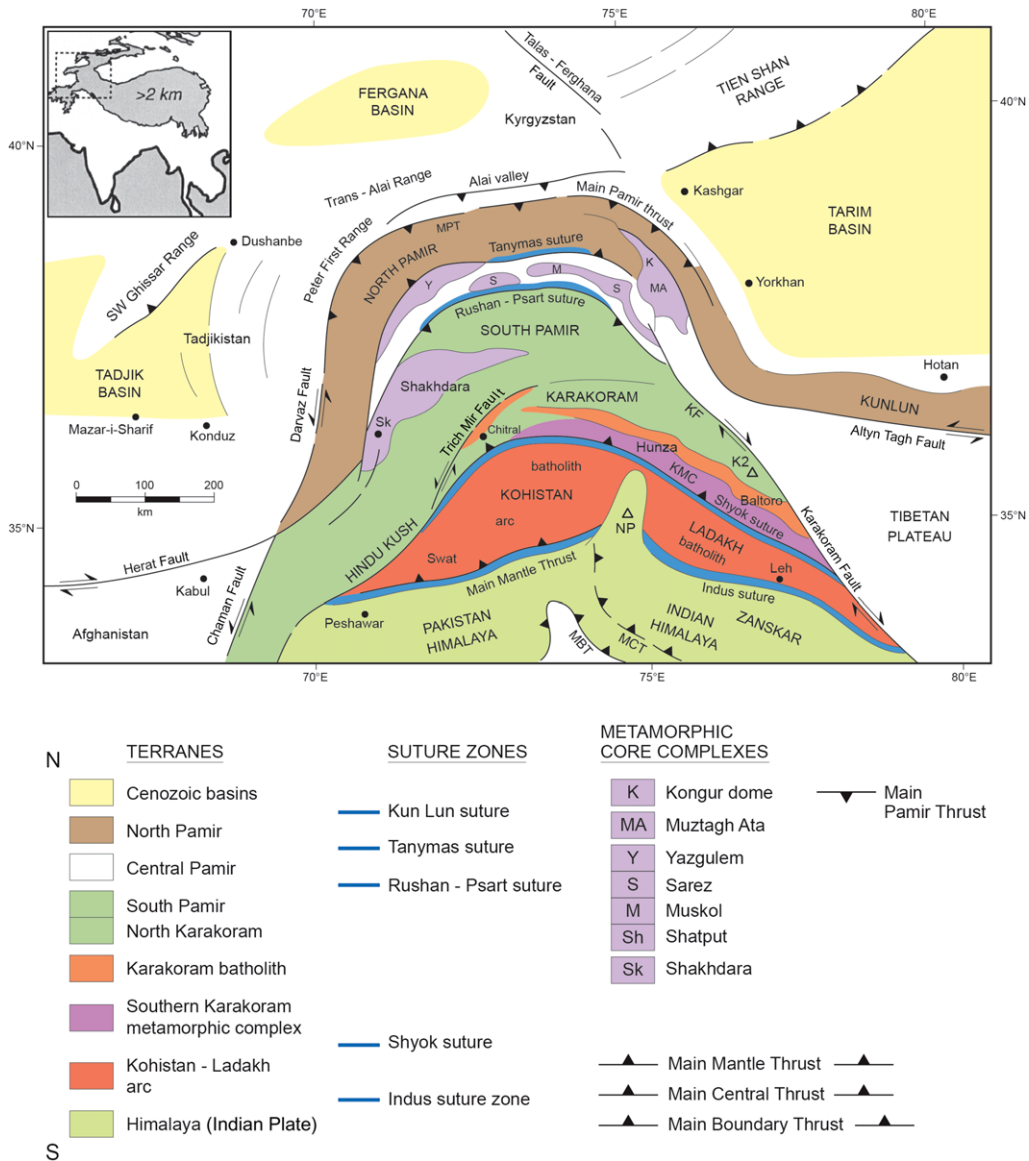 70°E
75°E
80°E
>2 km
FERGANA
BASIN
Talas - Ferghana
Fault
Kyrgyzstan
TIEN SHAN
RANGE
40°N
40°N
Trans - Alai Range
Alai valley
Main Pamir thrust
Kashgar
TARIM
BASIN
MPT
Peter First Range
NORTH PAMIR
Tanymas suture
Dushanbe
SW Ghissar Range
K
M
Y
S
S
MA
Yorkhan
Rushan - Psart suture
SOUTH PAMIR
Tadjikistan
TADJIK
BASIN
Shakhdara
Hotan
KUNLUN
Darvaz Fault
Trich Mir Fault
KARAKORAM
KF
Altyn Tagh Fault
Sk
Chitral
Mazar-i-Sharif
Konduz
Hunza
K2
batholith
KMC
Baltoro
0 100 200
km
KOHISTAN
arc
Shyok suture
NP
LADAKH
batholith
Karakoram Fault
TIBETAN
PLATEAU
35°N
35°N
HINDU KUSH
Swat
Herat Fault
Main Mantle Thrust
Leh
Indus suture
Kabul
Chaman Fault
Peshawar
Afghanistan
PAKISTAN
HIMALAYA
MBT
MCT
INDIAN
HIMALAYA
ZANSKAR
70°E
75°E
80°E
N
TERRANES
Cenozoic basins
North Pamir
Central Pamir
South Pamir
North Karakoram
Karakoram batholith
Southern Karakoram
metamorphic complex
Kohistan - Ladakh
arc
Himalaya (Indian Plate)
S
SUTURE ZONES
Kun Lun suture
Tanymas suture
Rushan - Psart suture
Shyok suture
Indus suture zone
METAMORPHIC
CORE COMPLEXES
K Kongur dome
MA Muztagh Ata
Y Yazgulem
S Sarez
M Muskol
Sh Shatput
Sk Shakhdara
Main
Pamir Thrust
Main Mantle Thrust
Main Central Thrust
Main Boundary Thrust